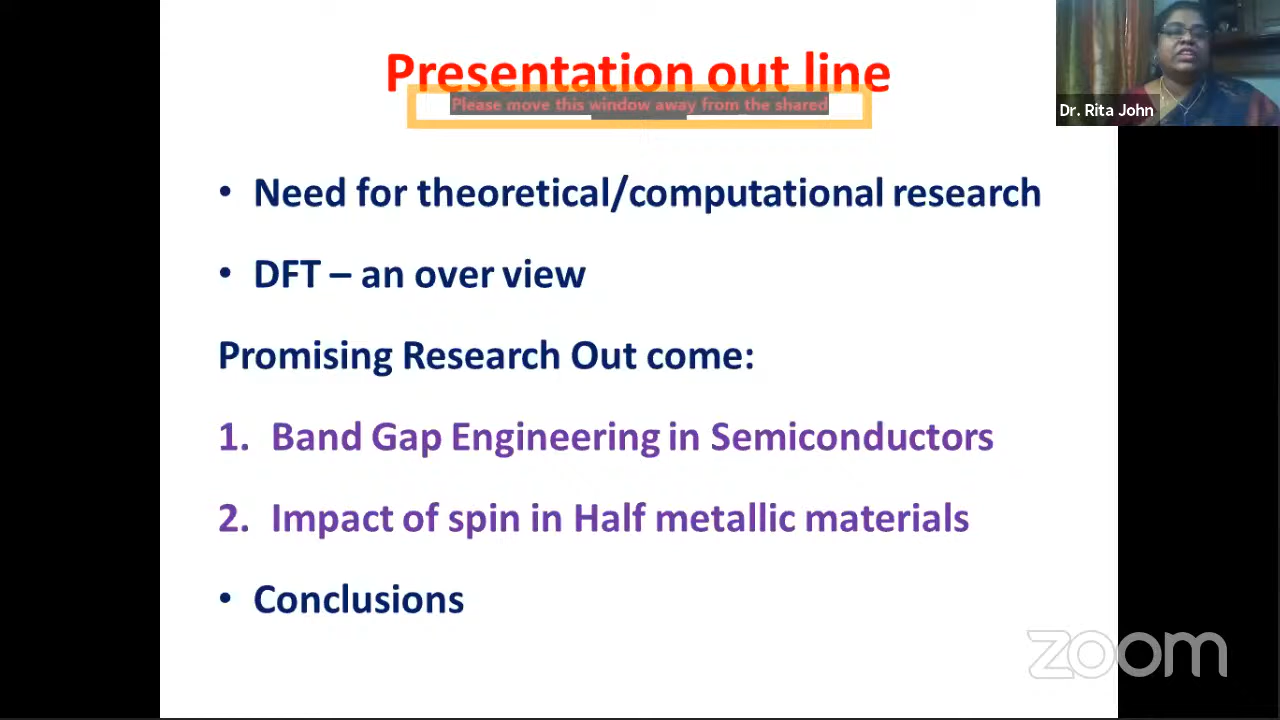 Presentation out line
Please move this window away from the shared
Dr. Rita John
• Need for theoretical/computational research
• DFT – an over view
Promising Research Out come:
1. Band Gap Engineering in Semiconductors
2. Impact of spin in Half metallic materials
• Conclusions
zoom